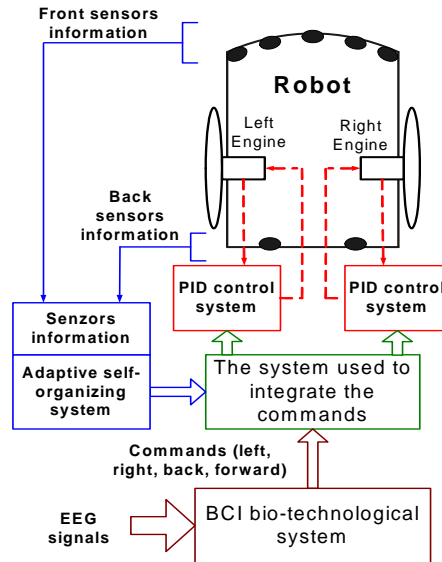 Front sensors
information
Robot
Left
Engine
Right
Engine
Back
sensors
information
PID control
system
PID control
system
Senzors
information
Adaptive self-
organizing
system
The system used to
integrate the
commands
Commands (left,
right, back, forward)
EEG
signals
BCI bio-technological
system